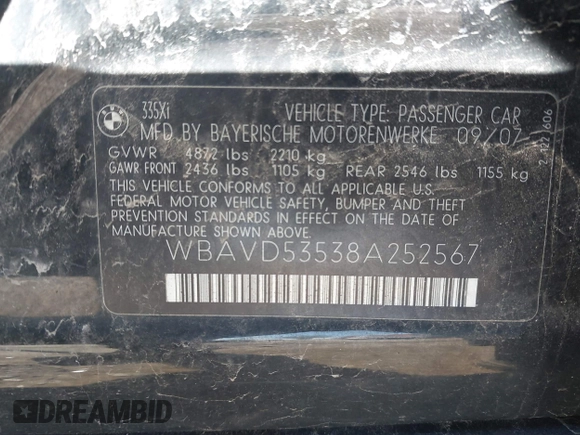 335Xi VEHICLE TYPE: PASSENGER CAR
MFD BY BAYERISCHE MOTORENWERKE 09/07
GVWR 4872 lbs 2210 kg
GAWR FRONT 2436 lbs 1105 kg REAR 2546 lbs 1155 kg
THIS VEHICLE CONFORMS TO ALL APPLICABLE U.S.
FEDERAL MOTOR VEHICLE SAFETY, BUMPER AND THEFT
PREVENTION STANDARDS IN EFFECT ON THE DATE OF
MANUFACTURE SHOWN ABOVE.
WBAVD53538A252567
DREAMBID